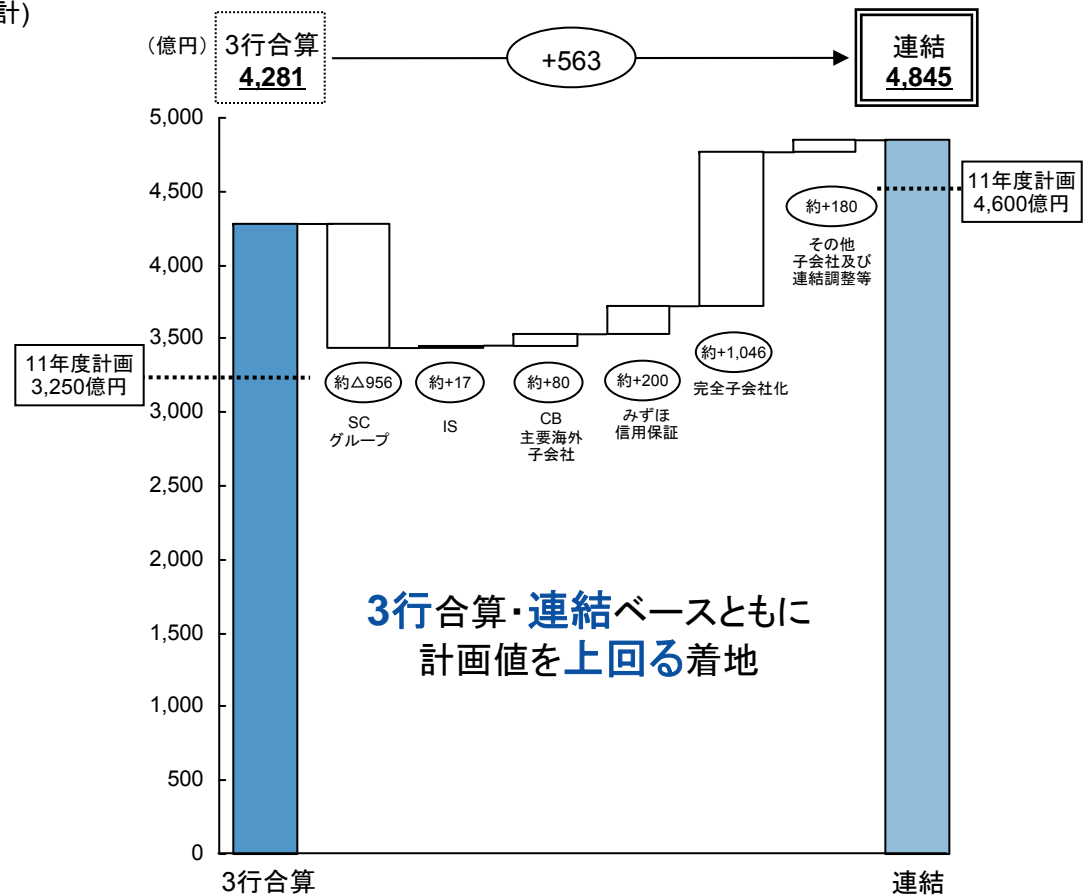 計)
(億円)
3行合算
4,281
+563
連結
4,845
5,000
4,500
4,000
3,500
3,000
2,500
2,000
1,500
1,000
500
0
11年度計画
4,600億円
約+180
その他
子会社及び
連結調整等
11年度計画
3,250億円
約△956
SC
グループ
約+17
IS
約+80
CB
主要海外
子会社
約+200
みずほ
信用保証
約+1,046
完全子会社化
3行合算・連結ベースともに
計画値を上回る着地
3行合算
連結